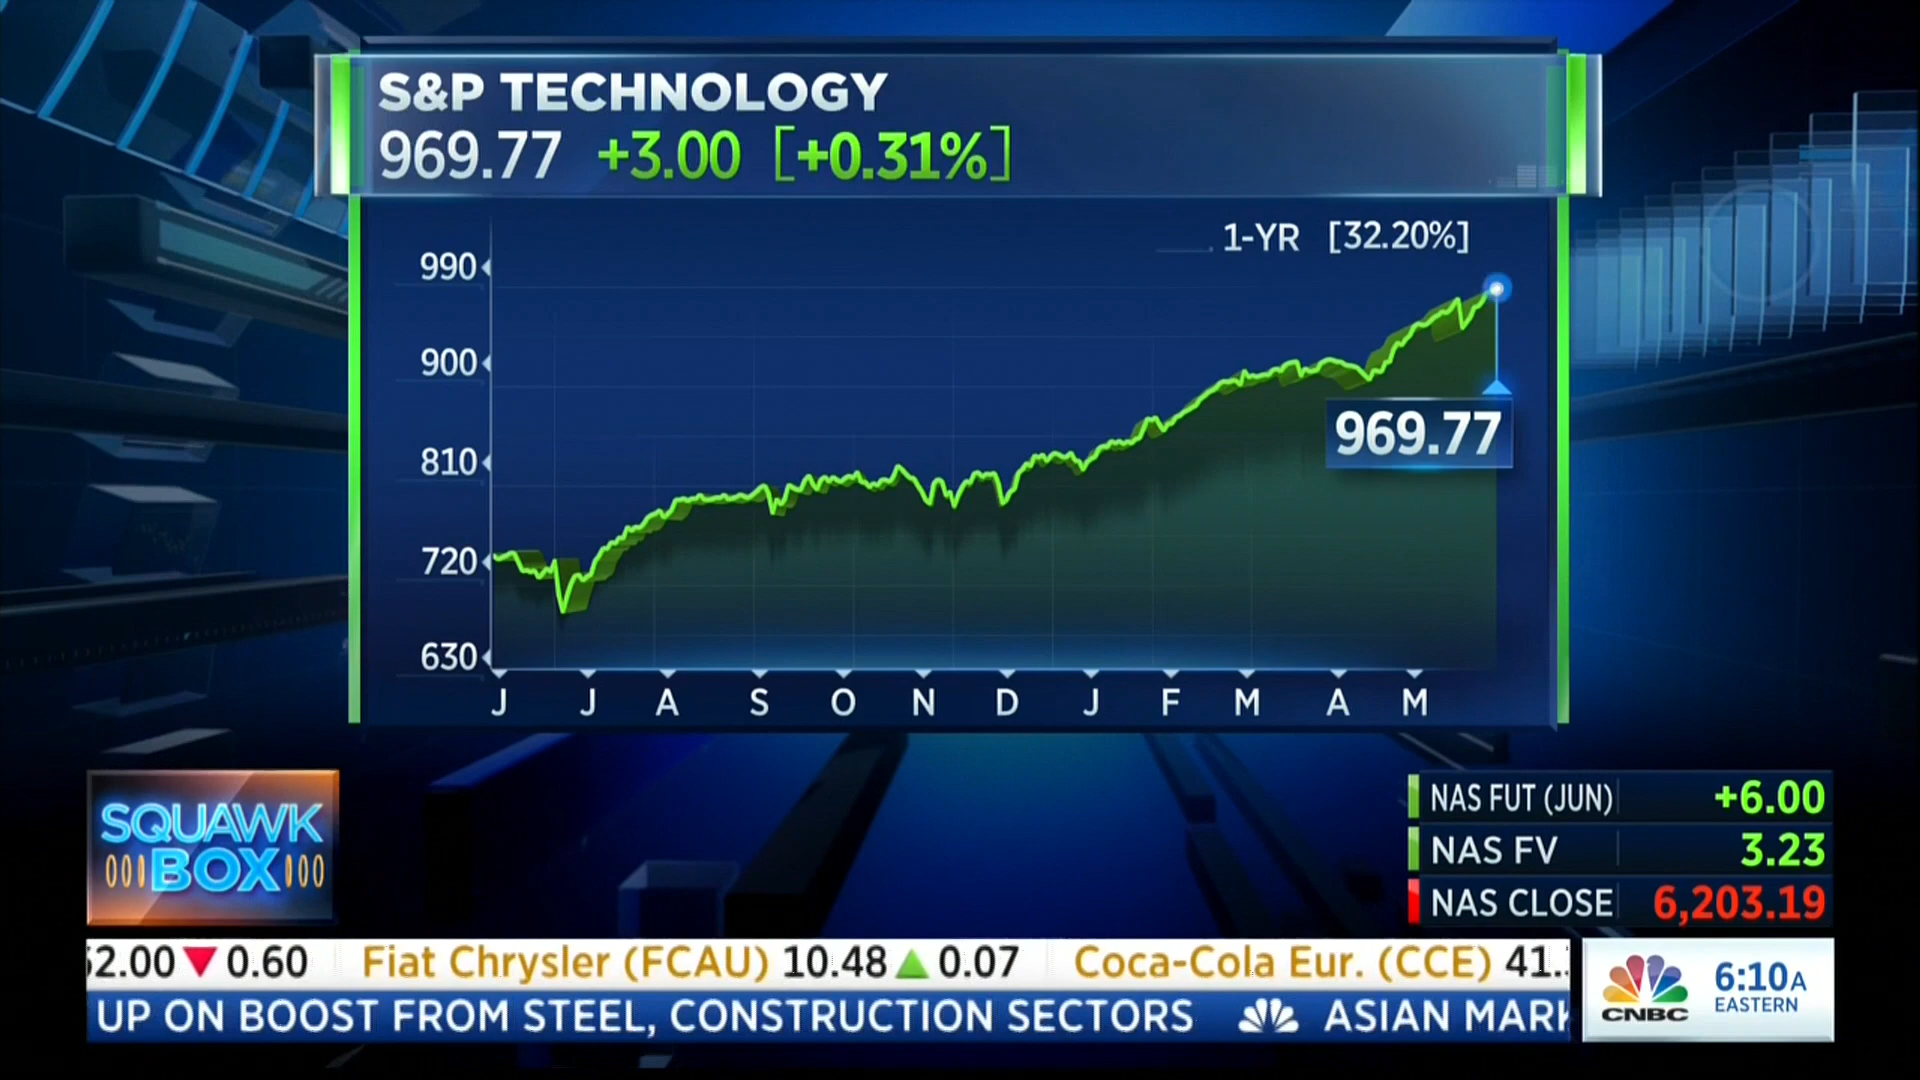 S&P TECHNOLOGY
969.77 +3.00 [+0.31%]
1-YR [32.20%]
990
900
810
720
630
969.77
J J A S O N D J F M A M
SQUAWK
BOX
NAS FUT (JUN) +6.00
NAS FV 3.23
NAS CLOSE 6,203.19
2.00 ▼ 0.60 Fiat Chrysler (FCAU) 10.48 ▲ 0.07 Coca-Cola Eur. (CCE) 41.
UP ON BOOST FROM STEEL, CONSTRUCTION SECTORS ASIAN MARK
CNBC
6:10A
EASTERN